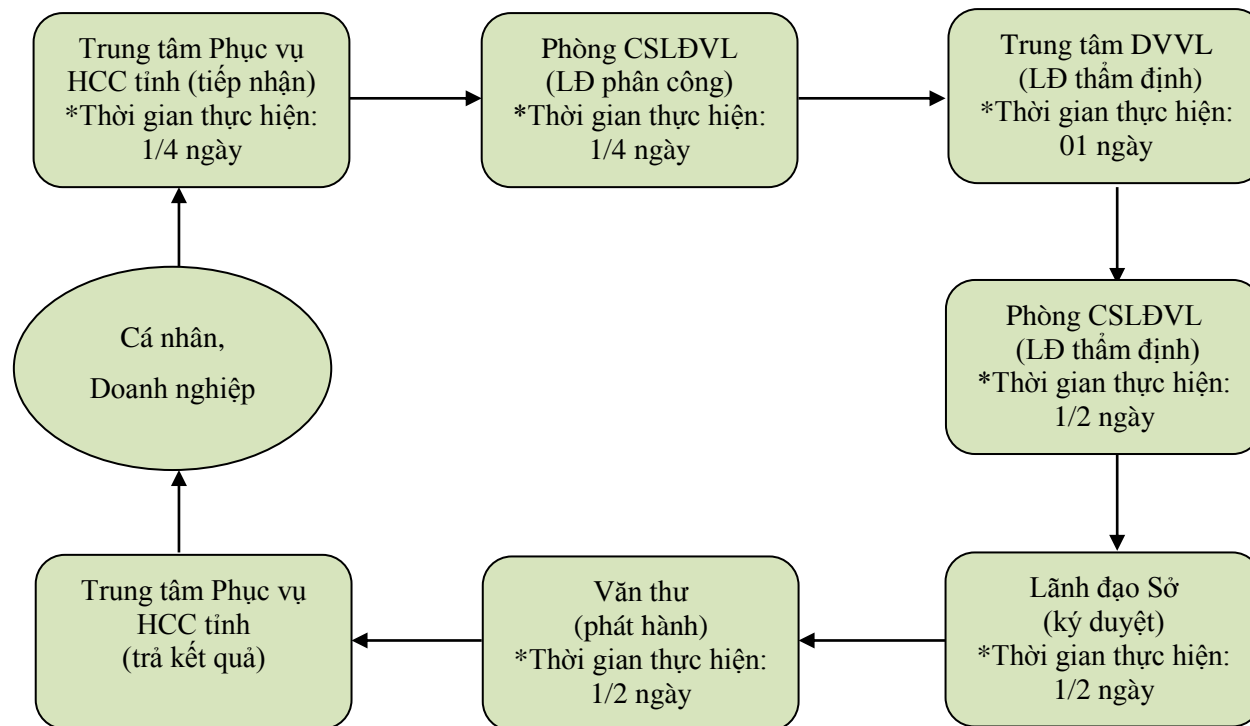 Trung tâm Phục vụ
HCC tỉnh (tiếp nhận)
*Thời gian thực hiện:
1/4 ngày
Phòng CSLĐVL
(LĐ phân công)
*Thời gian thực hiện:
1/4 ngày
Trung tâm DVVL
(LĐ thẩm định)
*Thời gian thực hiện:
01 ngày
Phòng CSLĐVL
(LĐ thẩm định)
*Thời gian thực hiện:
1/2 ngày
Lãnh đạo Sở
(ký duyệt)
*Thời gian thực hiện:
1/2 ngày
Văn thư
(phát hành)
*Thời gian thực hiện:
1/2 ngày
Trung tâm Phục vụ
HCC tỉnh
(trả kết quả)
Cá nhân,
Doanh nghiệp